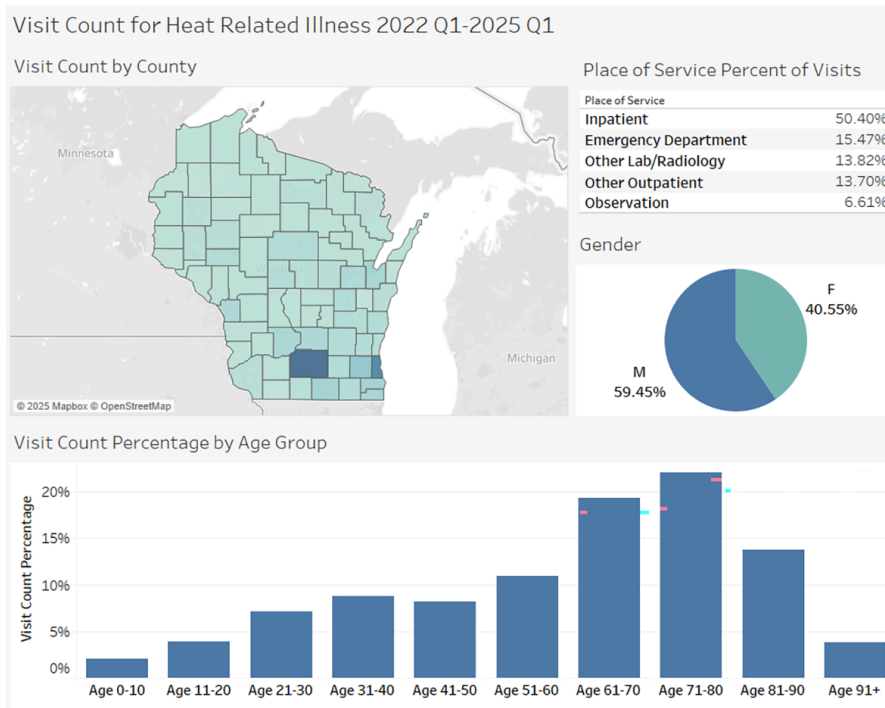 Visit Count for Heat Related Illness 2022 Q1-2025 Q1
Visit Count by County
Minnesota
Michigan
© 2025 Mapbox © OpenStreetMap
Place of Service Percent of Visits
Place of Service
Inpatient 50.40%
Emergency Department 15.47%
Other Lab/Radiology 13.82%
Other Outpatient 13.70%
Observation 6.61%
Gender
F
40.55%
M
59.45%
Visit Count Percentage by Age Group
Visit Count Percentage
20%
15%
10%
5%
0%
Age 0-10 Age 11-20 Age 21-30 Age 31-40 Age 41-50 Age 51-60 Age 61-70 Age 71-80 Age 81-90 Age 91+